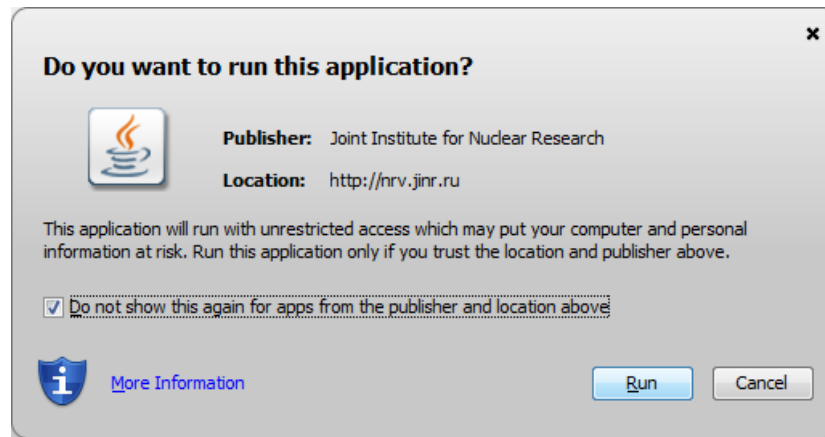 Do you want to run this application?
Publisher: Joint Institute for Nuclear Research
Location: http://nrv.jinr.ru
This application will run with unrestricted access which may put your computer and personal
information at risk. Run this application only if you trust the location and publisher above.
Do not show this again for apps from the publisher and location above
More Information
Run Cancel